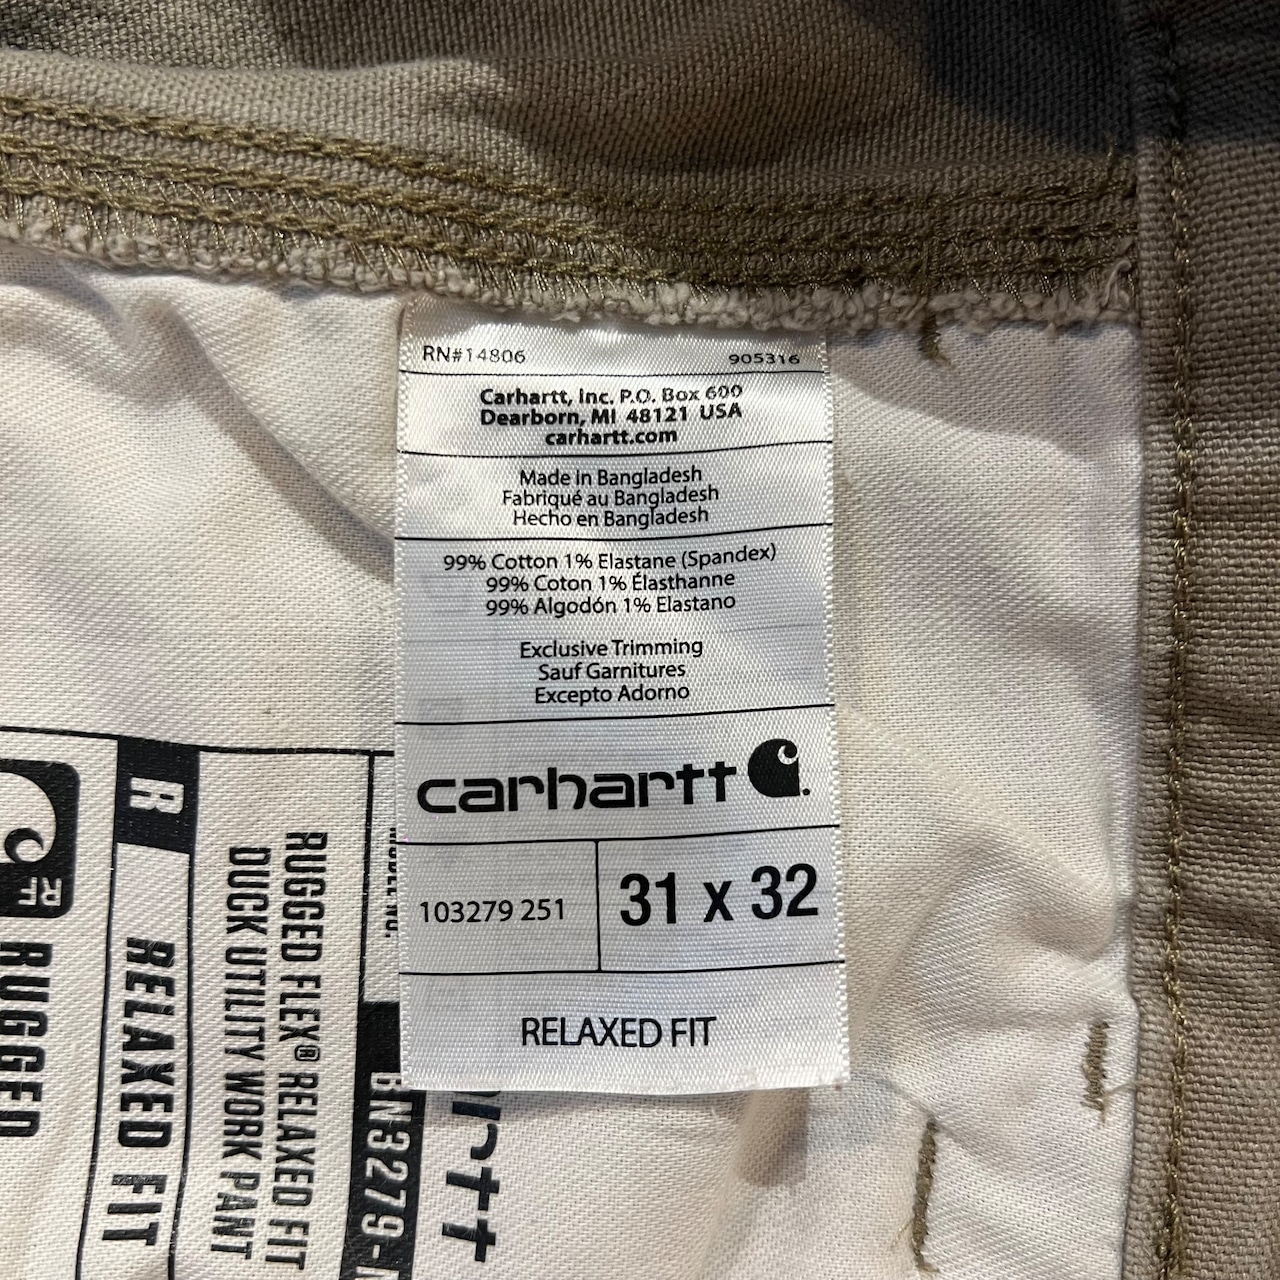 RN#14806 905316
Carhartt, Inc. P.O. Box 600
Dearborn, MI 48121 USA
carhartt.com
Made in Bangladesh
Fabriqué au Bangladesh
Hecho en Bangladesh
99% Cotton 1% Elastane (Spandex)
99% Coton 1% Élasthanne
99% Algodón 1% Elastano
Exclusive Trimming
Sauf Garnitures
Excepto Adorno
carhartt
103279 251
31 x 32
RELAXED FIT
RUGGED FLEX® RELAXED FIT
DUCK UTILITY WORK PANT
R RELAXED FIT
RF
RUGGED